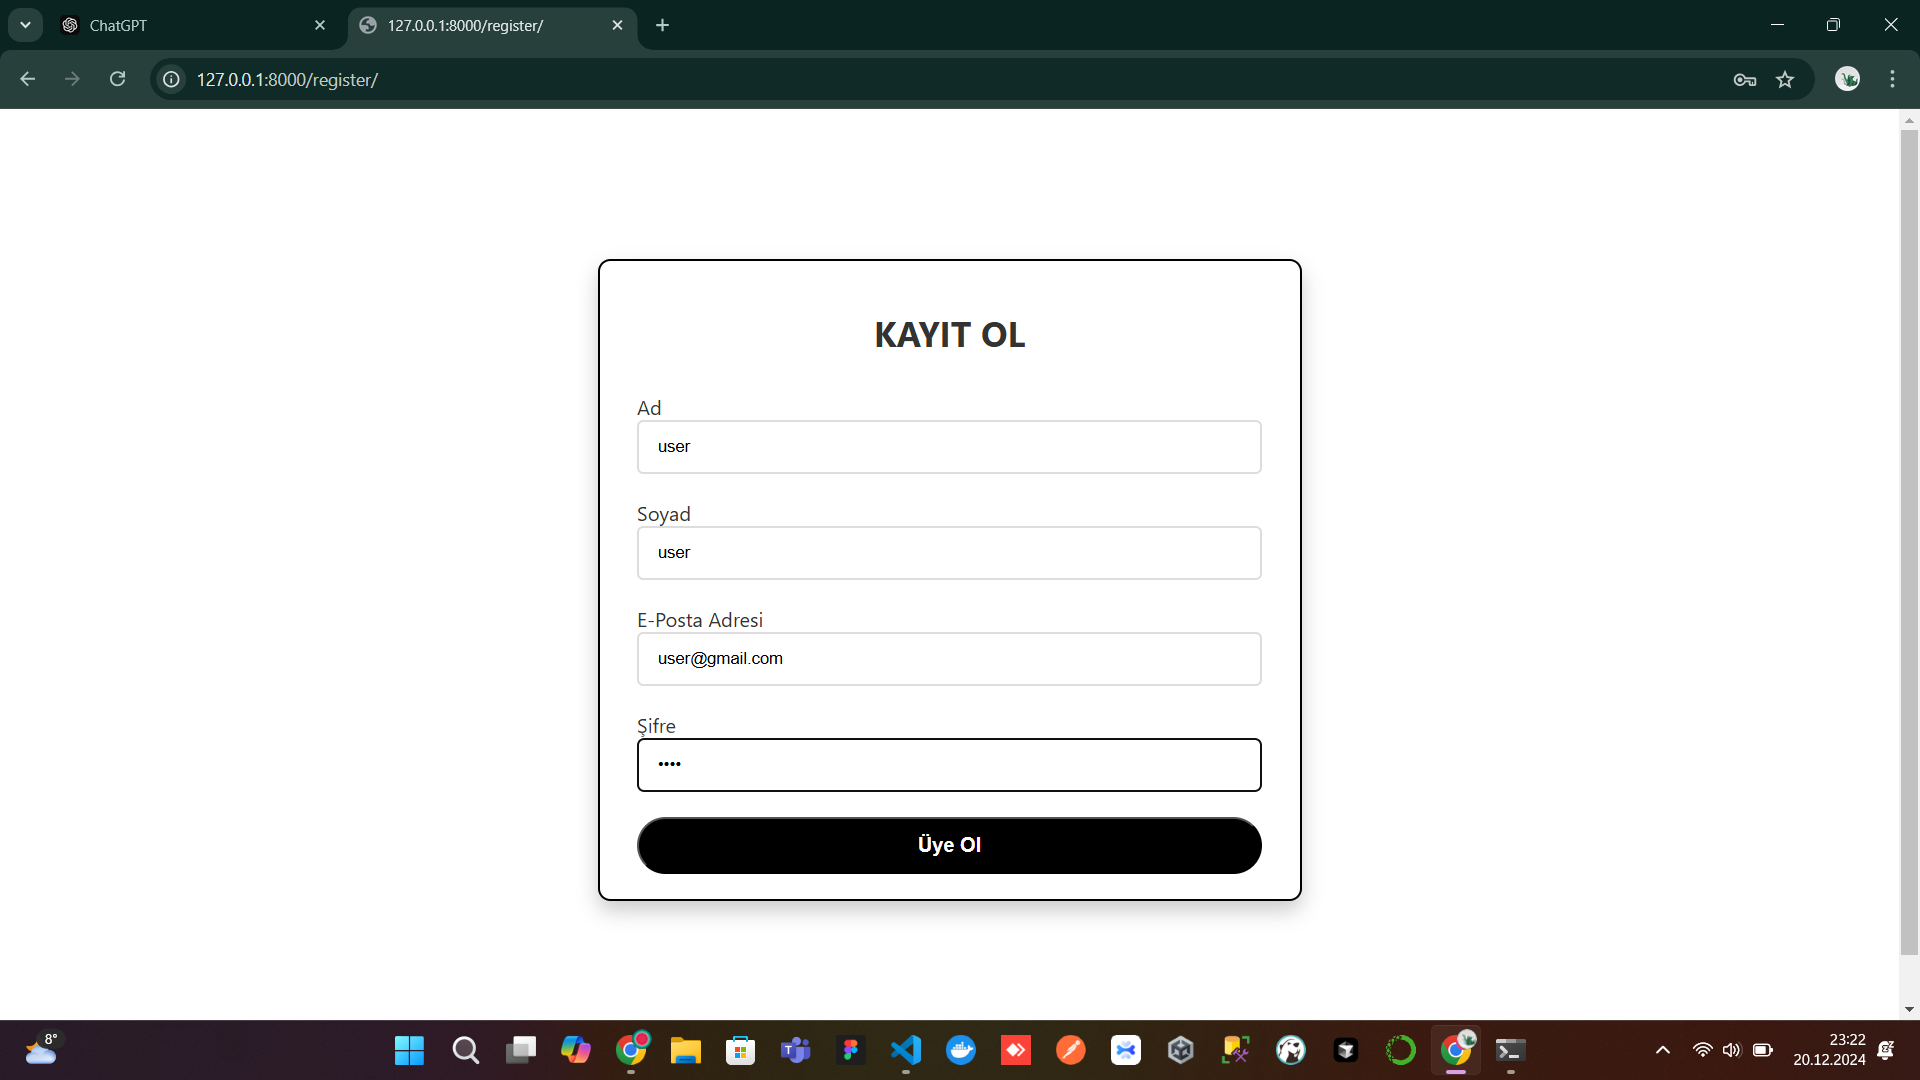 ChatGPT
127.0.0.1:8000/register/
127.0.0.1:8000/register/
KAYIT OL
Ad
user
Soyad
user
E-Posta Adresi
user@gmail.com
Şifre
••••
Üye Ol
8°
23:22
20.12.2024